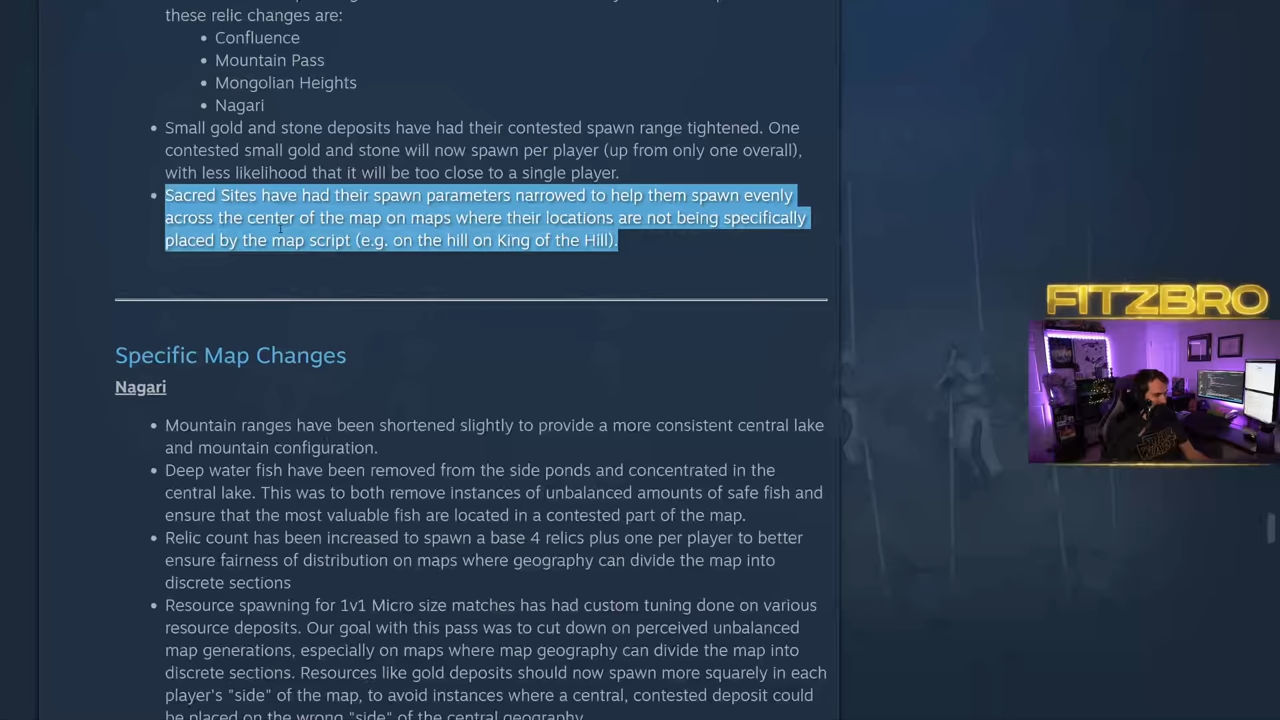 these relic changes are:
• Confluence
• Mountain Pass
• Mongolian Heights
• Nagari
• Small gold and stone deposits have had their contested spawn range tightened. One
contested small gold and stone will now spawn per player (up from only one overall),
with less likelihood that it will be too close to a single player.
• Sacred Sites have had their spawn parameters narrowed to help them spawn evenly
across the center of the map on maps where their locations are not being specifically
placed by the map script (e.g. on the hill on King of the Hill).
Specific Map Changes
Nagari
• Mountain ranges have been shortened slightly to provide a more consistent central lake
and mountain configuration.
• Deep water fish have been removed from the side ponds and concentrated in the
central lake. This was to both remove instances of unbalanced amounts of safe fish and
ensure that the most valuable fish are located in a contested part of the map.
• Relic count has been increased to spawn a base 4 relics plus one per player to better
ensure fairness of distribution on maps where geography can divide the map into
discrete sections
• Resource spawning for 1v1 Micro size matches has had custom tuning done on various
resource deposits. Our goal with this pass was to cut down on perceived unbalanced
map generations, especially on maps where map geography can divide the map into
discrete sections. Resources like gold deposits should now spawn more squarely in each
player's "side" of the map, to avoid instances where a central, contested deposit could
be placed on the wrong "side" of the central geography.
FITZBRO